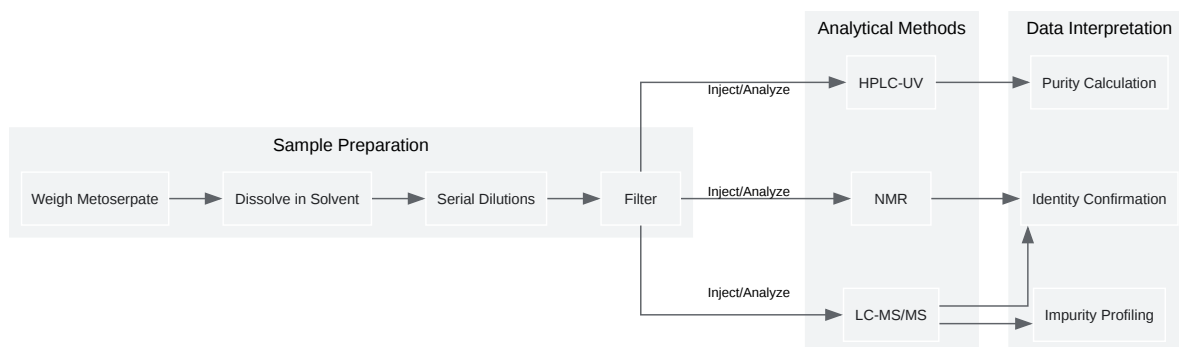 Analytical Methods
Data Interpretation
HPLC-UV
Purity Calculation
Inject/Analyze
Sample Preparation
Weigh Metoserpate
Dissolve in Solvent
Serial Dilutions
Filter
Inject/Analyze
NMR
Identity Confirmation
Inject/Analyze
LC-MS/MS
Impurity Profiling